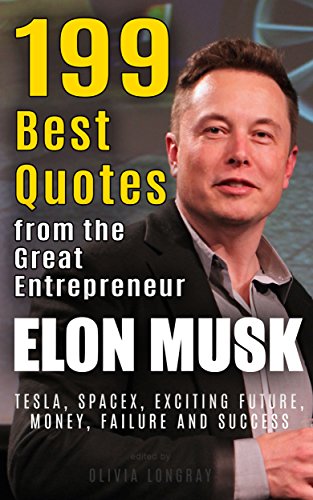 199
Best
Quotes
from the
Great
Entrepreneur
ELON MUSK
TESLA, SPACEX, EXCITING FUTURE,
MONEY, FAILURE AND SUCCESS
edited by
OLIVIA LONGRAY